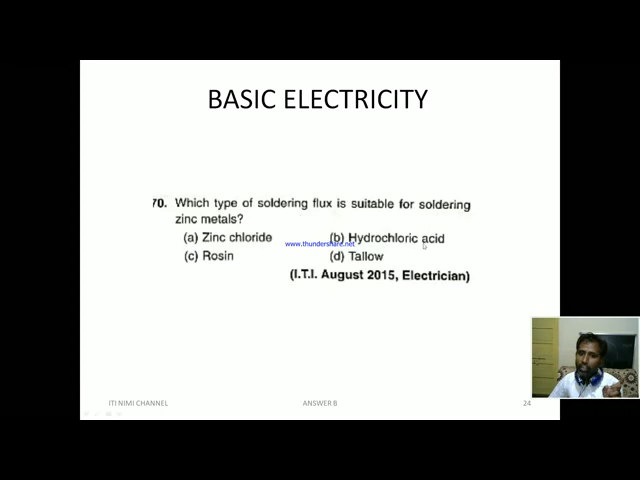 BASIC ELECTRICITY
70. Which type of soldering flux is suitable for soldering
zinc metals?
(a) Zinc chloride (b) Hydrochloric acid
www.thundershare.net
(c) Rosin (d) Tallow
(I.T.I. August 2015, Electrician)
ITI NIMI CHANNEL ANSWER B 24